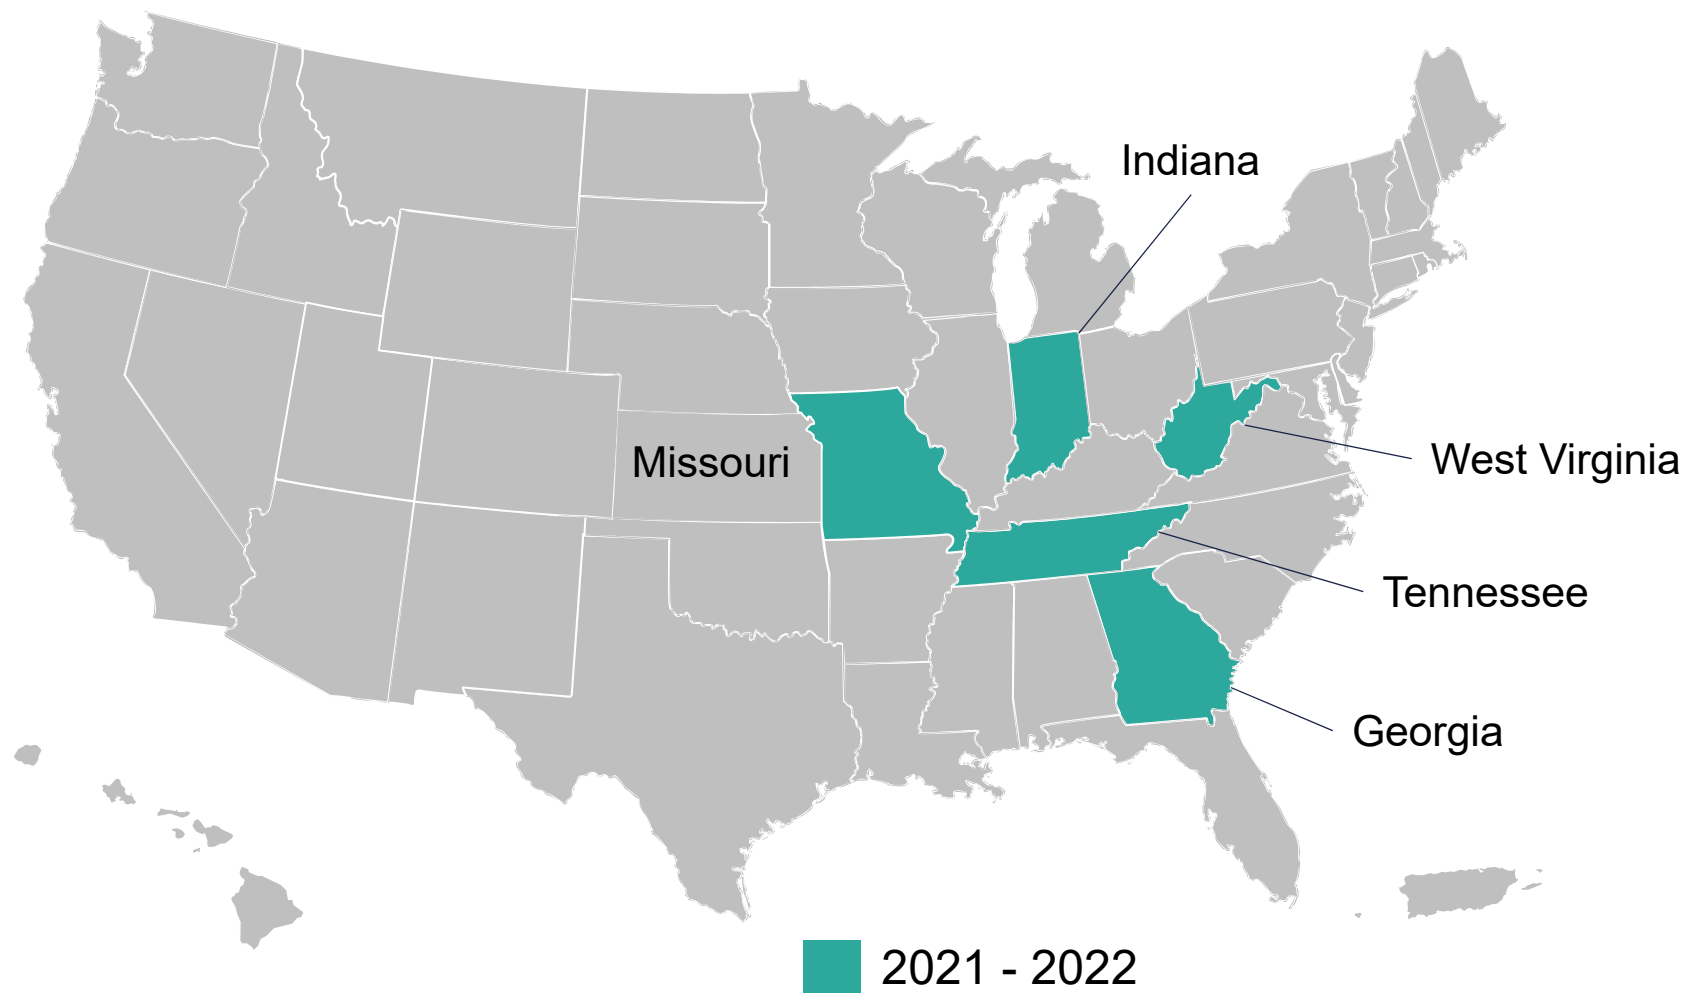 Indiana
Missouri
West Virginia
Tennessee
Georgia
2021 - 2022